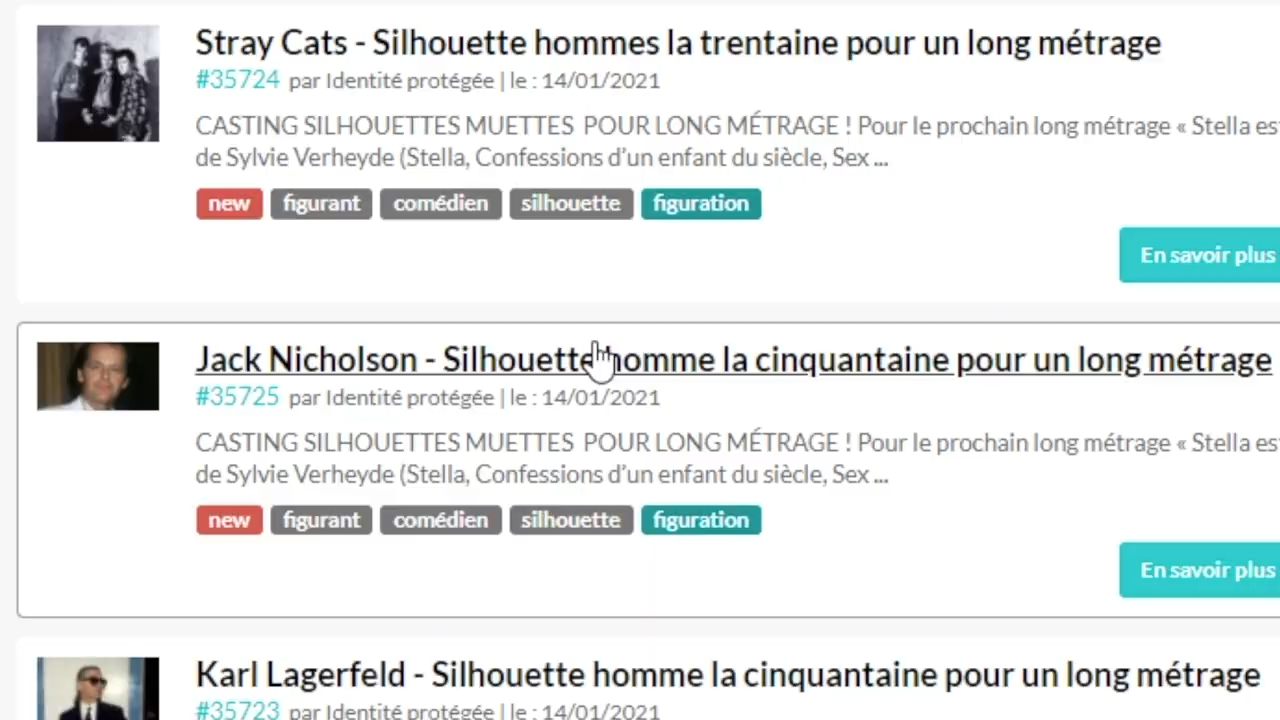 Stray Cats - Silhouette hommes la trentaine pour un long métrage
#35724 par Identité protégée | le : 14/01/2021
CASTING SILHOUETTES MUETTES POUR LONG MÉTRAGE ! Pour le prochain long métrage « Stella es
de Sylvie Verheyde (Stella, Confessions d'un enfant du siècle, Sex ...
new figurant comédien silhouette figuration
En savoir plus
Jack Nicholson - Silhouette homme la cinquantaine pour un long métrage
#35725 par Identité protégée | le : 14/01/2021
CASTING SILHOUETTES MUETTES POUR LONG MÉTRAGE ! Pour le prochain long métrage « Stella es
de Sylvie Verheyde (Stella, Confessions d'un enfant du siècle, Sex ...
new figurant comédien silhouette figuration
En savoir plus
Karl Lagerfeld - Silhouette homme la cinquantaine pour un long métrage
#35723 par Identité protégée | le : 14/01/2021